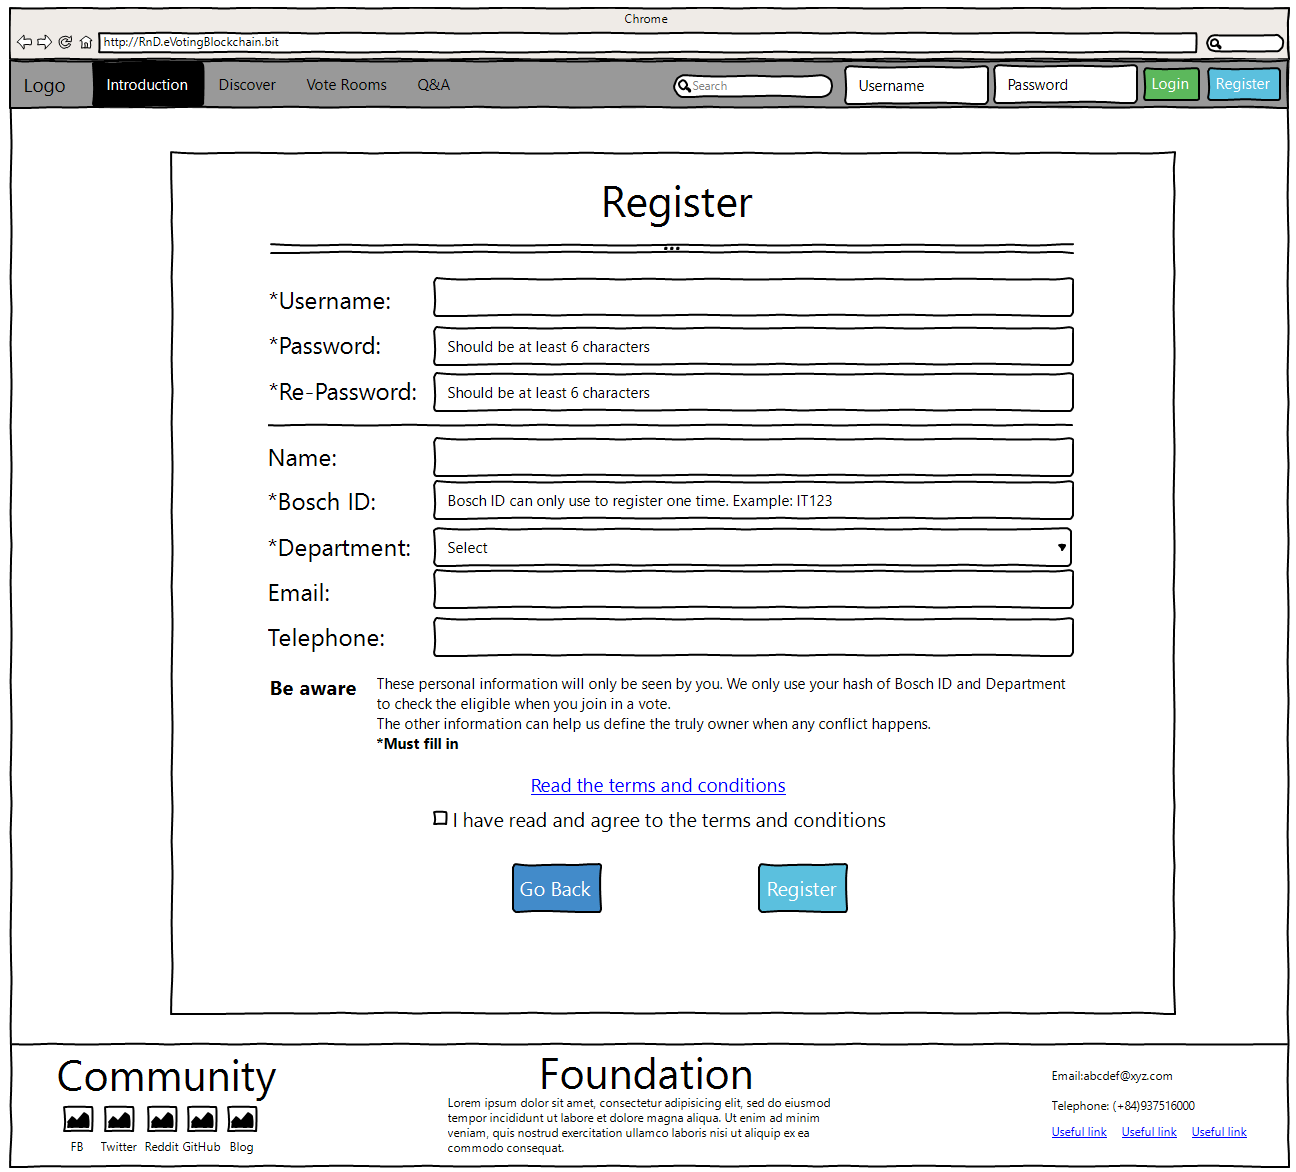 Chrome
http://RnD.eVotingBlockchain.bit
Logo Introduction Discover Vote Rooms Q&A Search Username Password Login Register
Register
*Username:
*Password: Should be at least 6 characters
*Re-Password: Should be at least 6 characters
Name:
*Bosch ID: Bosch ID can only use to register one time. Example: IT123
*Department: Select
Email:
Telephone:
Be aware These personal information will only be seen by you. We only use your hash of Bosch ID and Department
to check the eligible when you join in a vote.
The other information can help us define the truly owner when any conflict happens.
*Must fill in
Read the terms and conditions
I have read and agree to the terms and conditions
Go Back Register
Community
FB Twitter Reddit GitHub Blog
Foundation
Lorem ipsum dolor sit amet, consectetur adipisicing elit, sed do eiusmod
tempor incididunt ut labore et dolore magna aliqua. Ut enim ad minim
veniam, quis nostrud exercitation ullamco laboris nisi ut aliquip ex ea
commodo consequat.
Email:abcdef@xyz.com
Telephone: (+84)937516000
Useful link Useful link Useful link